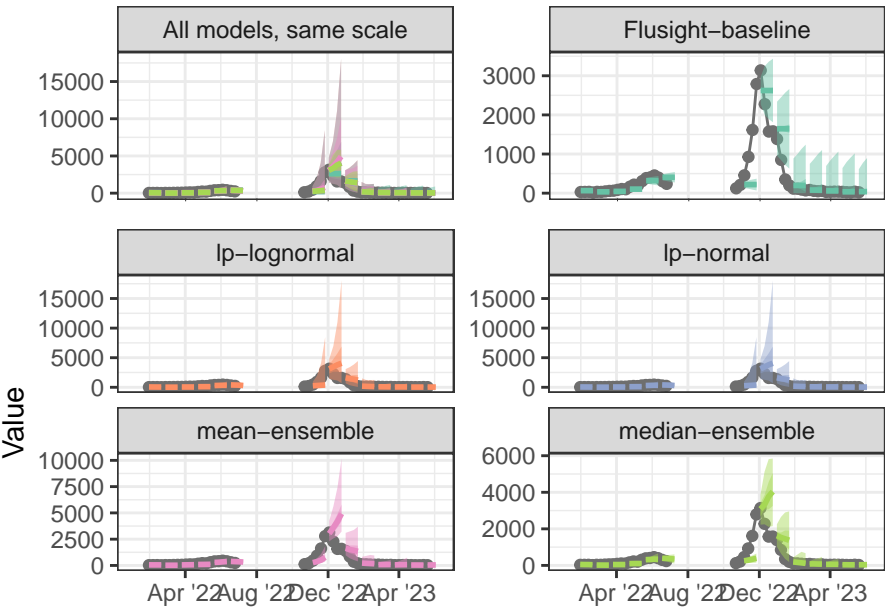 All models, same scale
Flusight−baseline
15000
10000
5000
0
3000
2000
1000
0
lp−lognormal
lp−normal
15000
10000
5000
0
15000
10000
5000
0
Value
mean−ensemble
median−ensemble
10000
7500
5000
2500
0
6000
4000
2000
0
Apr '22 Aug '22 Dec '22 Apr '23
Apr '22 Aug '22 Dec '22 Apr '23